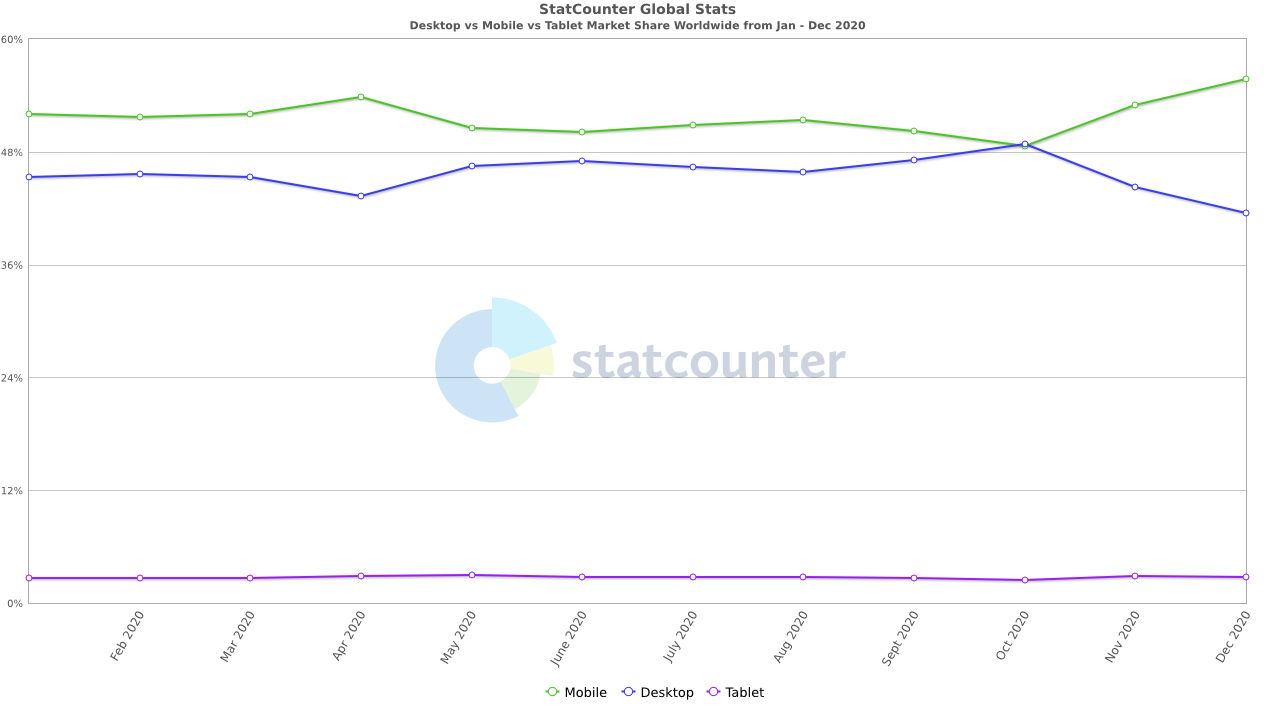 StatCounter Global Stats
Desktop vs Mobile vs Tablet Market Share Worldwide from Jan - Dec 2020
60%
48%
36%
24%
12%
0%
statcounter
Feb 2020
Mar 2020
Apr 2020
May 2020
June 2020
July 2020
Aug 2020
Sept 2020
Oct 2020
Nov 2020
Dec 2020
Mobile Desktop Tablet